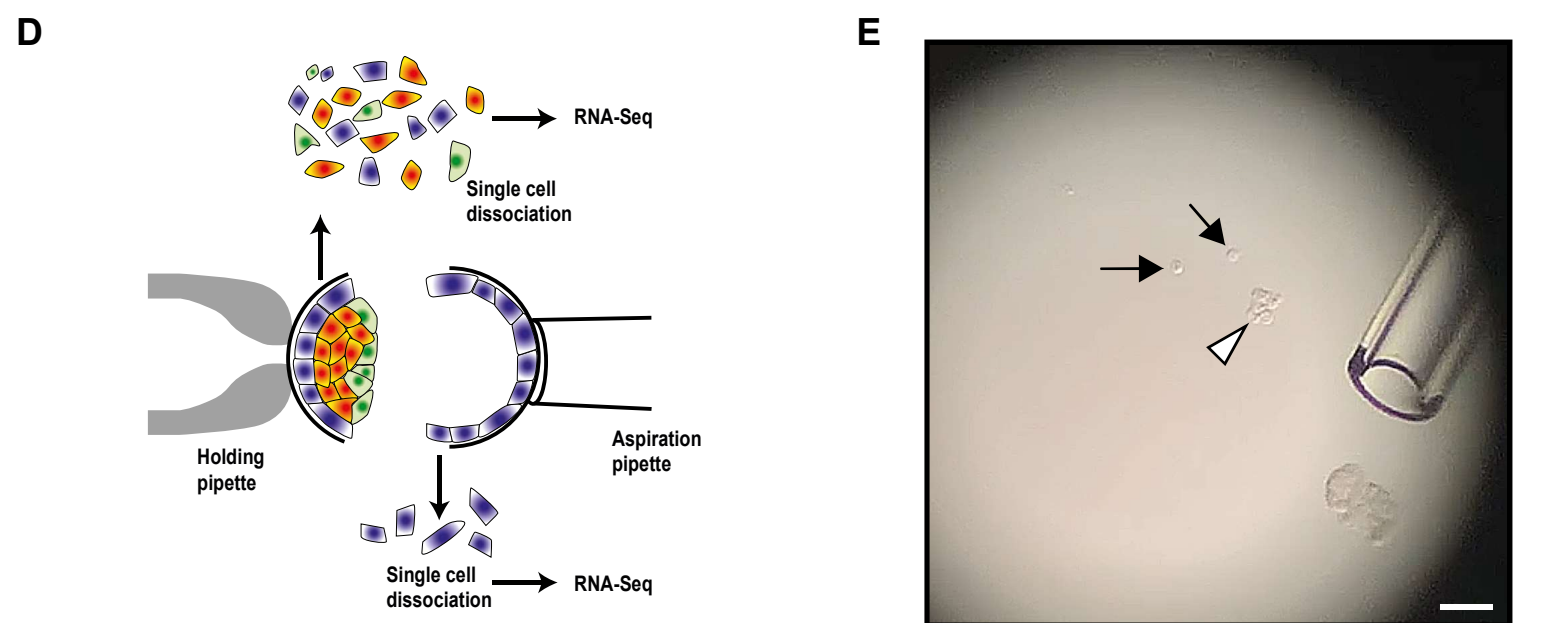 D
E
RNA-Seq
Single cell
dissociation
Holding
pipette
Aspiration
pipette
Single cell
dissociation
RNA-Seq